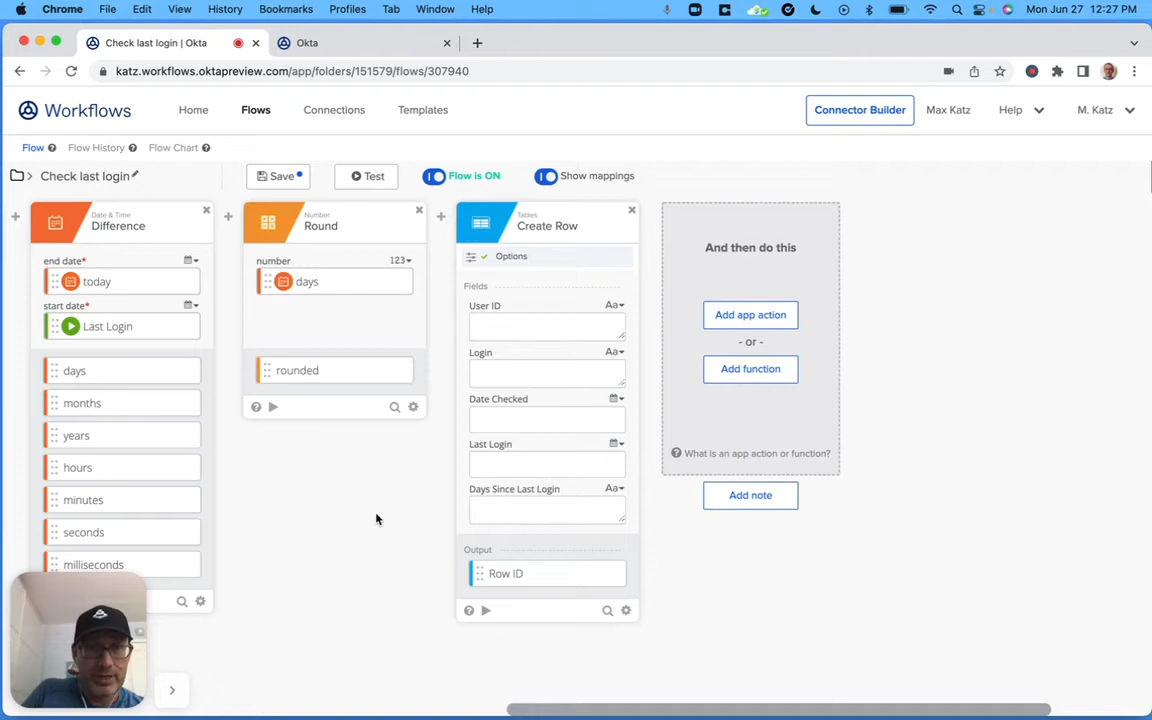 Chrome File Edit View History Bookmarks Profiles Tab Window Help Mon Jun 27 12:27 PM
Check last login | Okta
Okta
katz.workflows.oktapreview.com/app/folders/151579/flows/307940
Workflows Home Flows Connections Templates Connector Builder Max Katz Help M. Katz
Flow Flow History Flow Chart
Check last login Save Test Flow is ON Show mappings
Date & Time
Difference
end date*
today
start date*
Last Login
days
months
years
hours
minutes
seconds
milliseconds
Number
Round
number 123
days
rounded
Tables
Create Row
Options
Fields
User ID Aa
Login Aa
Date Checked
Last Login
Days Since Last Login Aa
Output
Row ID
And then do this
Add app action
- or -
Add function
What is an app action or function?
Add note